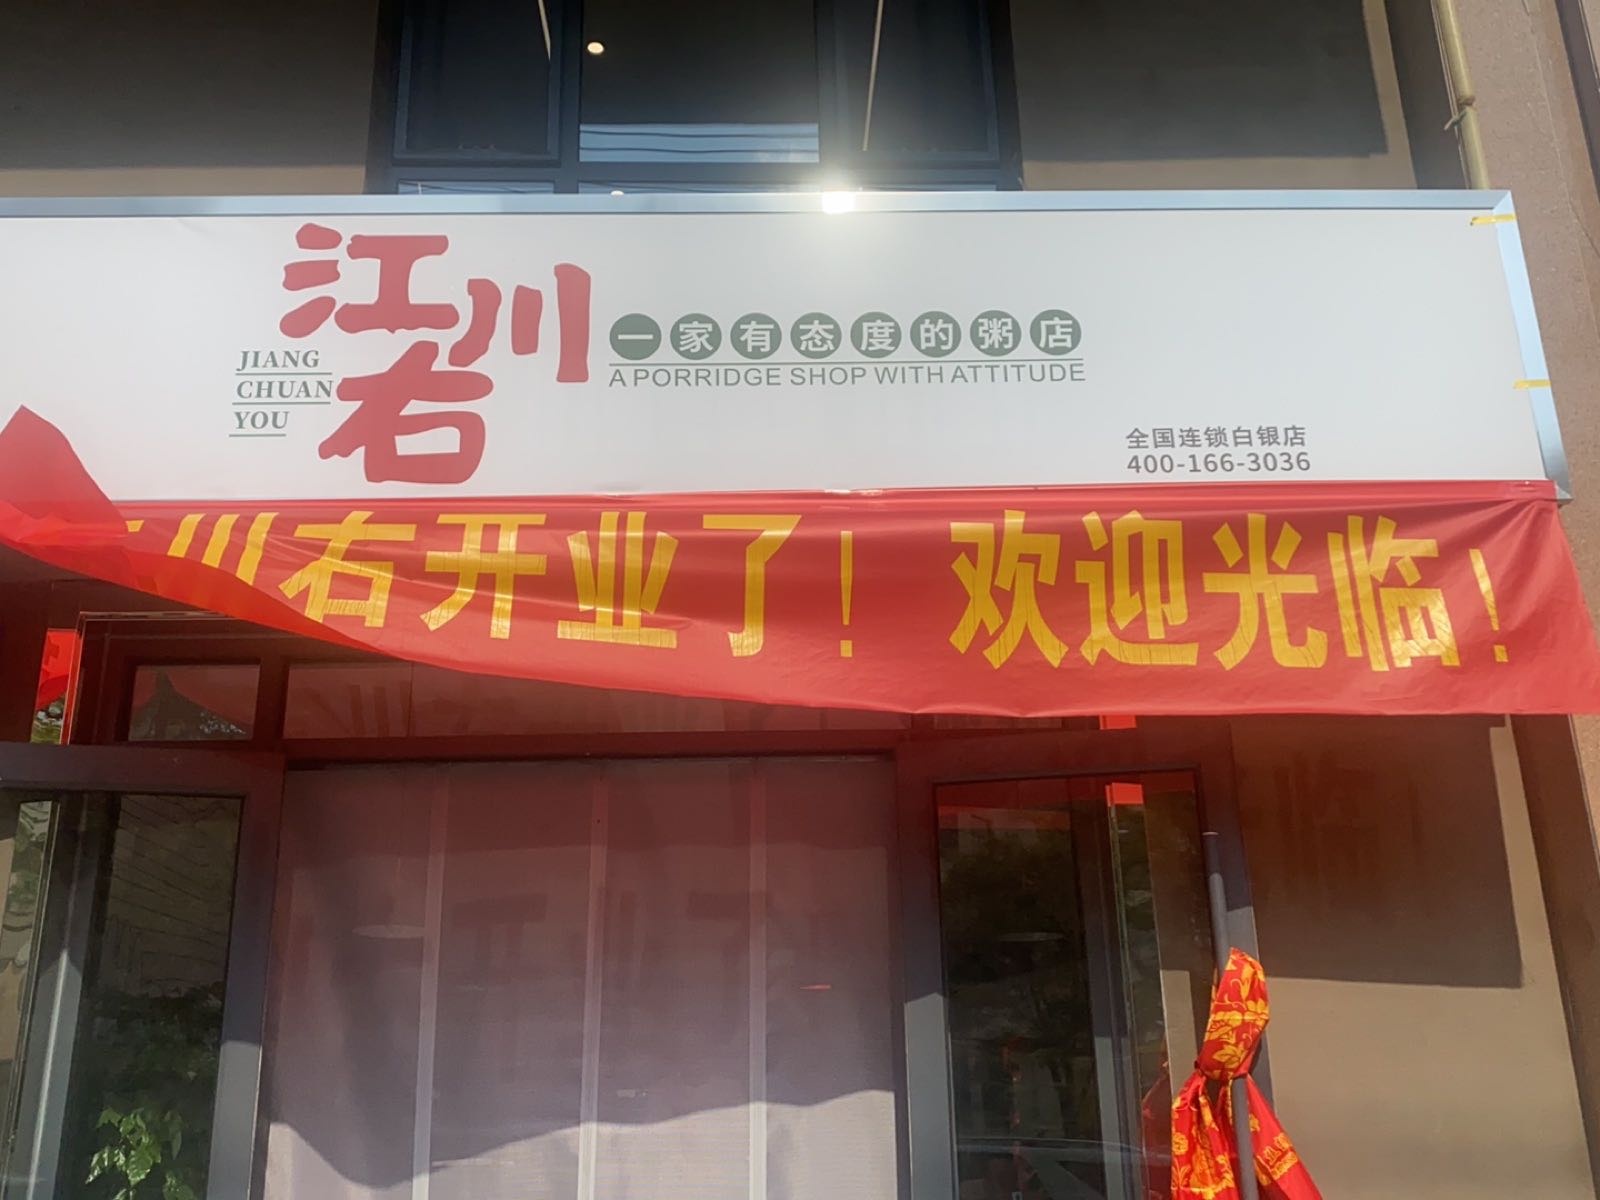 江川右
JIANG
CHUAN
YOU
一家有态度的粥店
A PORRIDGE SHOP WITH ATTITUDE
全国连锁白银店
400-166-3036
川右开业了！欢迎光临！